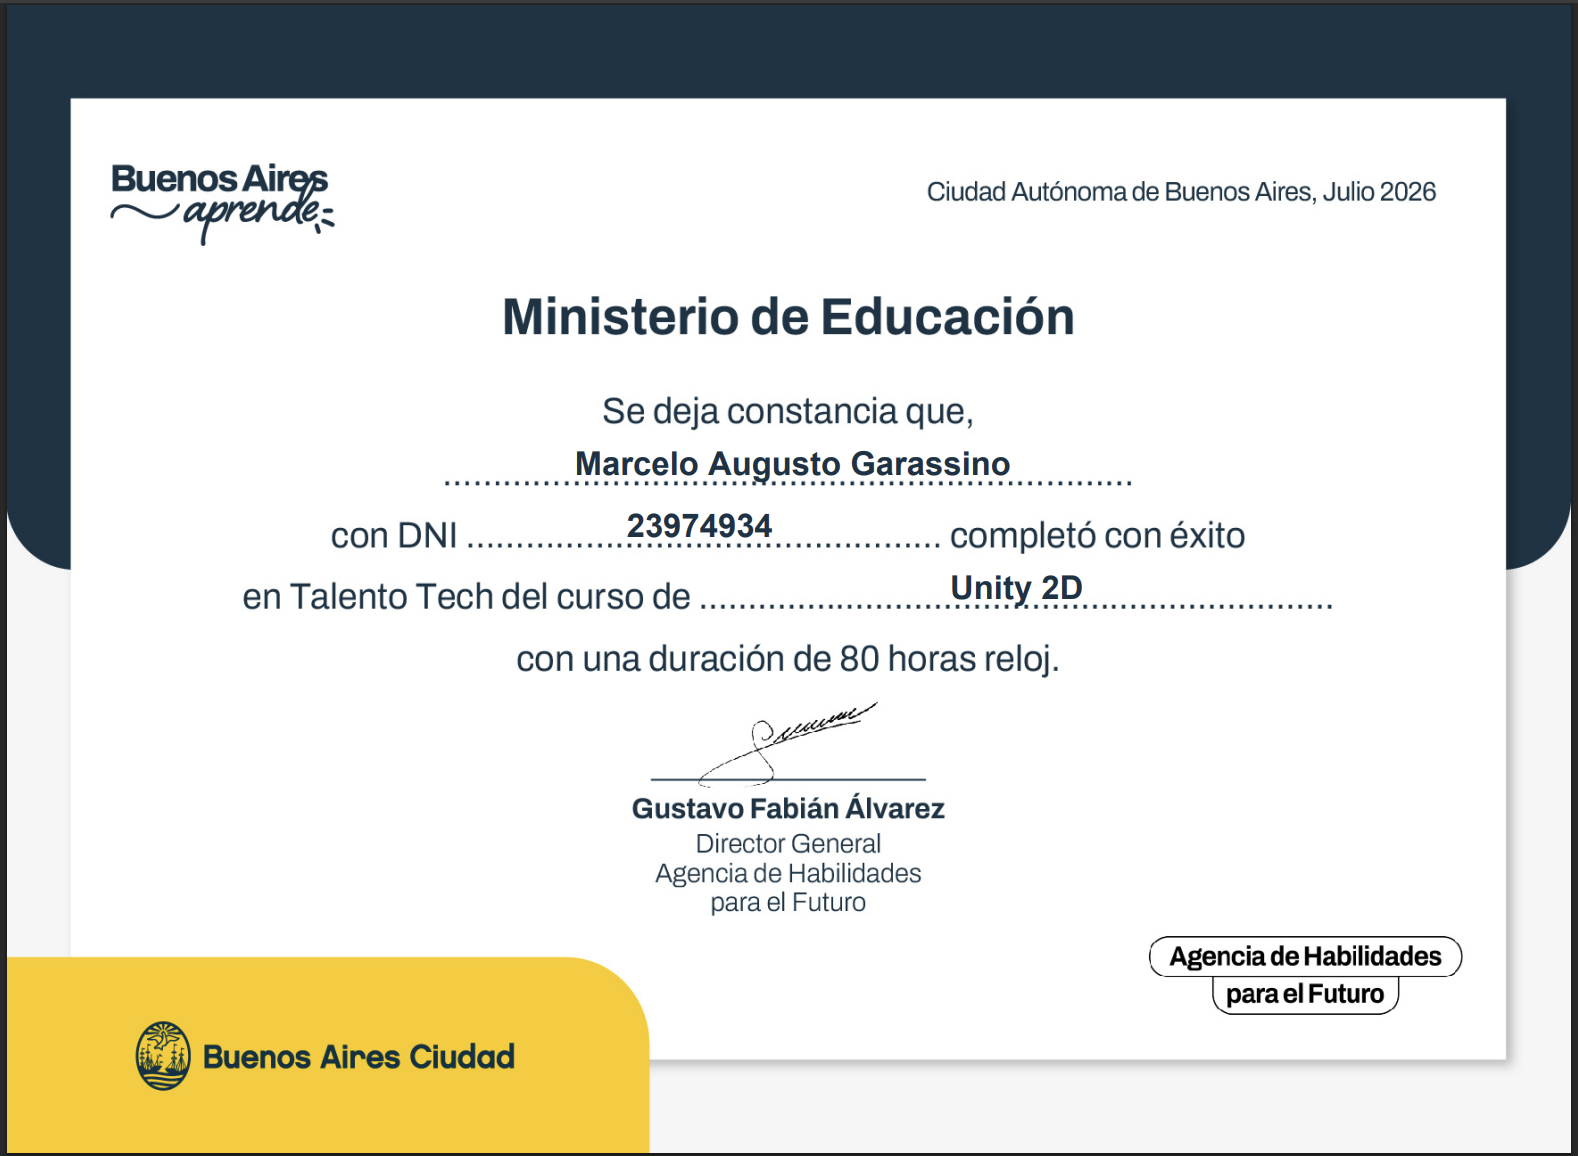 Buenos Aires
aprende
Ciudad Autónoma de Buenos Aires, Julio 2026
Ministerio de Educación
Se deja constancia que,
Marcelo Augusto Garassino
con DNI 23974934 completó con éxito
en Talento Tech del curso de Unity 2D
con una duración de 80 horas reloj.
Gustavo Fabián Álvarez
Director General
Agencia de Habilidades
para el Futuro
Agencia de Habilidades
para el Futuro
Buenos Aires Ciudad